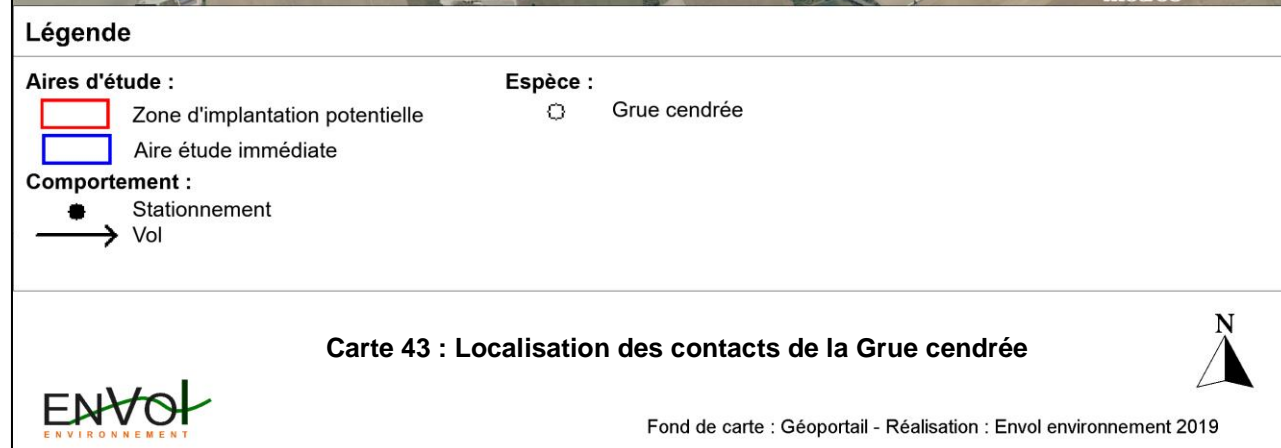 Légende
Aires d'étude :
Zone d'implantation potentielle
Aire étude immédiate
Comportement :
Stationnement
Vol
Espèce :
Grue cendrée
Carte 43 : Localisation des contacts de la Grue cendrée
N
ENVOL
ENVIRONNEMENT
Fond de carte : Géoportail - Réalisation : Envol environnement 2019